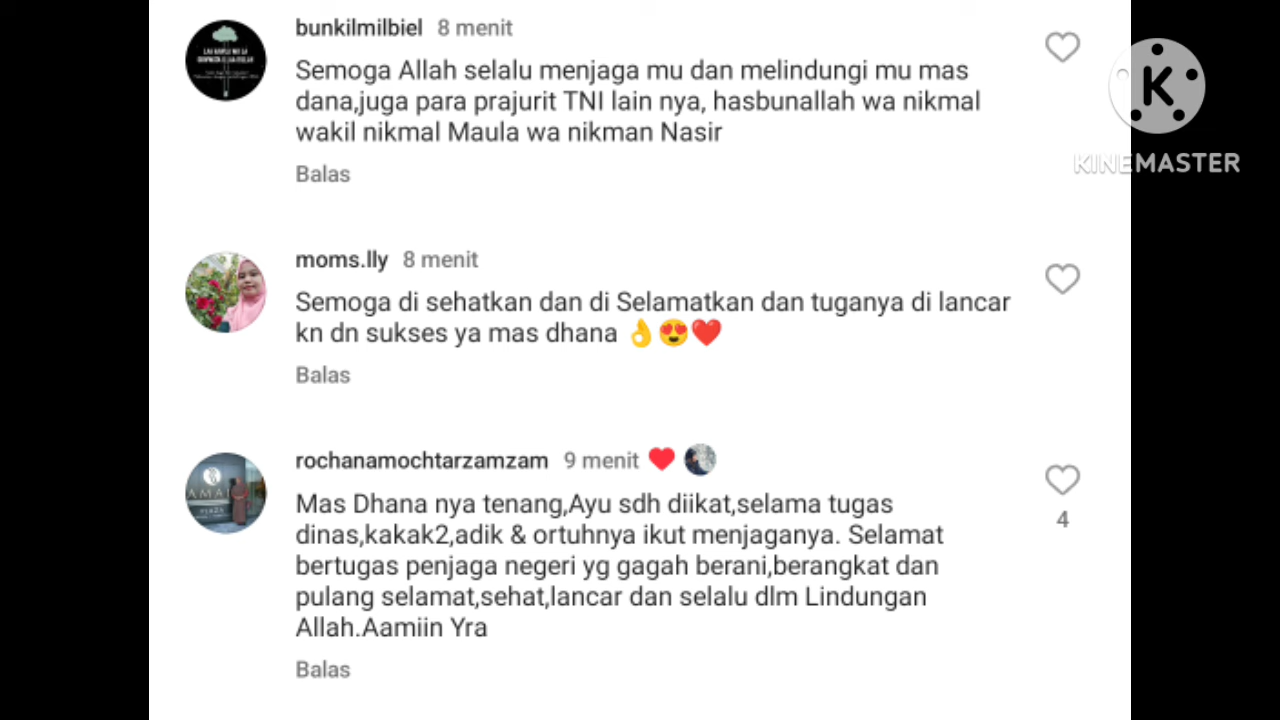 bunkilmilbiel 8 menit
Semoga Allah selalu menjaga mu dan melindungi mu mas
dana,juga para prajurit TNI lain nya, hasbunallah wa nikmal
wakil nikmal Maula wa nikman Nasir
Balas
K
KINEMASTER
moms.lly 8 menit
Semoga di sehatkan dan di Selamatkan dan tuganya di lancar
kn dn sukses ya mas dhana 👌😍❤️
Balas
rochanamochtarzamzam 9 menit ❤️
Mas Dhana nya tenang,Ayu sdh diikat,selama tugas
dinas,kakak2,adik & ortuhnya ikut menjaganya. Selamat
bertugas penjaga negeri yg gagah berani,berangkat dan
pulang selamat,sehat,lancar dan selalu dlm Lindungan
Allah.Aamiin Yra
4
Balas